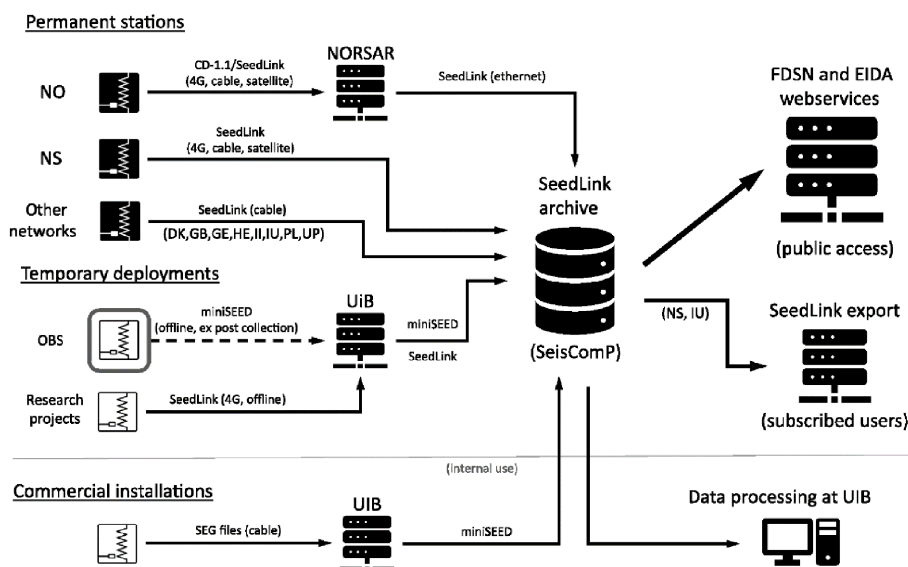 Permanent stations
NO
CD-1.1/SeedLink
(4G, cable, satellite)
NORSAR
SeedLink (ethernet)
NS
SeedLink
(4G, cable, satellite)
Other
networks
SeedLink (cable)
(DK,GB,GE,HE,II,IU,PL,UP)
SeedLink
archive
(SeisComP)
FDSN and EIDA
webservices
(public access)
Temporary deployments
OBS
miniSEED
(offline, ex post collection)
UiB
miniSEED
SeedLink
Research
projects
SeedLink (4G, offline)
(NS, IU)
SeedLink export
(subscribed users)
(internal use)
Commercial installations
SEG files (cable)
UIB
miniSEED
Data processing at UIB